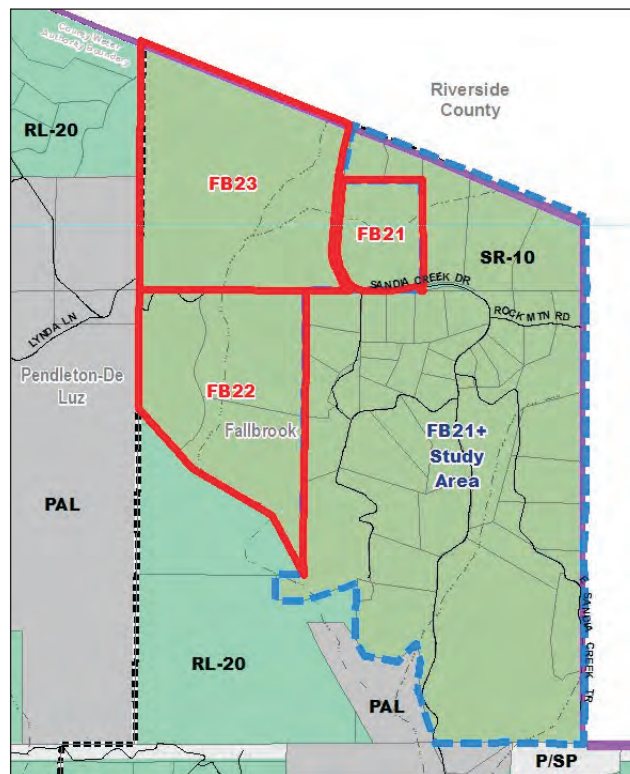 County Water
Authority Boundary
Riverside
County
RL-20
FB23
FB21
SR-10
SANDIA CREEK DR
ROCK MTN RD
LYNDA LN
Pendleton-De
Luz
FB22
Fallbrook
FB21+
Study
Area
PAL
RL-20
PAL
E SANDIA CREEK TR
P/SP